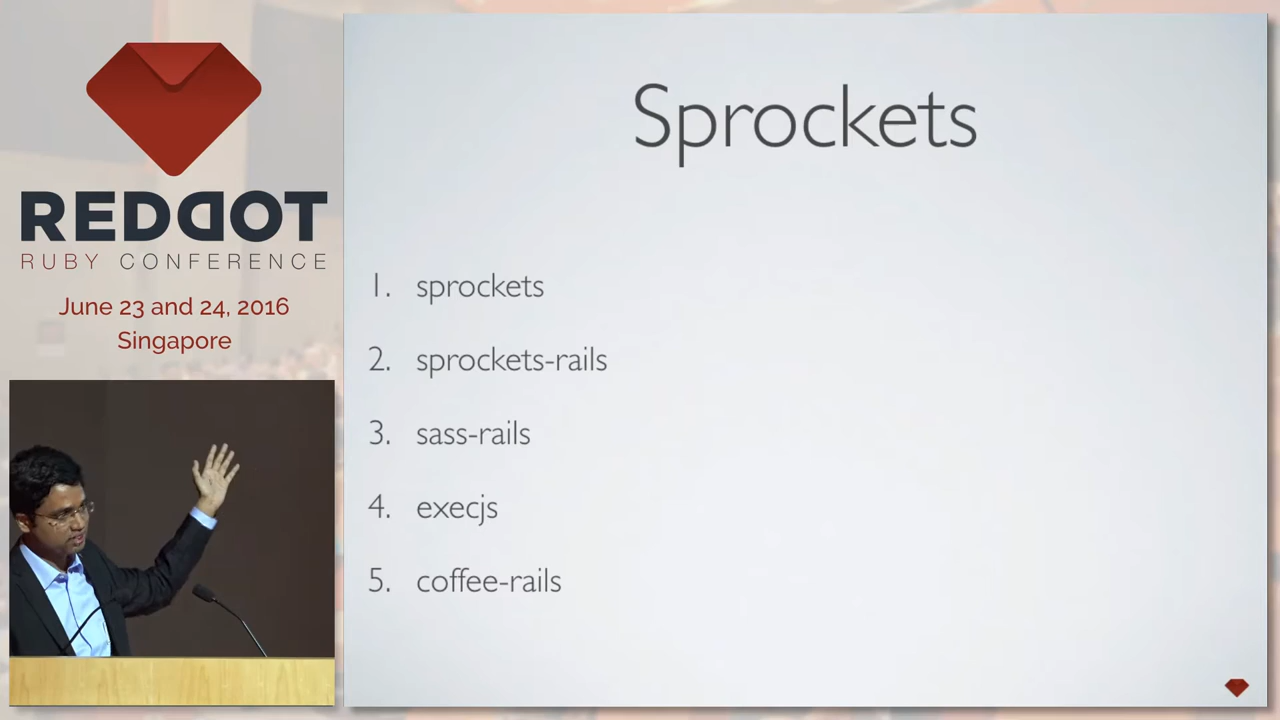 REDDOT
RUBY CONFERENCE
June 23 and 24, 2016
Singapore
Sprockets
1. sprockets
2. sprockets-rails
3. sass-rails
4. execjs
5. coffee-rails